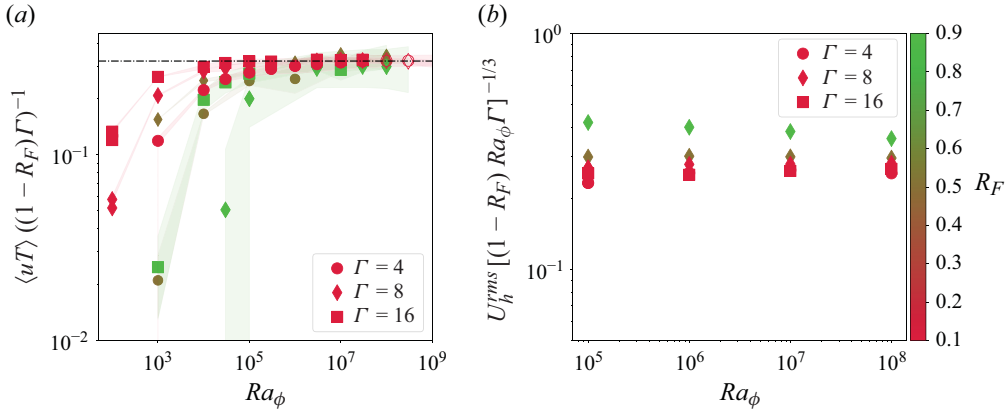 (a)
⟨uT⟩ ((1 − R_F) Γ)^−1
10^−1
10^−2
10^3
10^5
10^7
10^9
Ra_ϕ
Γ = 4
Γ = 8
Γ = 16
(b)
U_h^rms [(1 − R_F) Ra_ϕ Γ]^−1/3
10^0
10^−1
10^5
10^6
10^7
10^8
Ra_ϕ
Γ = 4
Γ = 8
Γ = 16
0.9
0.8
0.7
0.6
0.5
0.4
0.3
0.2
0.1
R_F